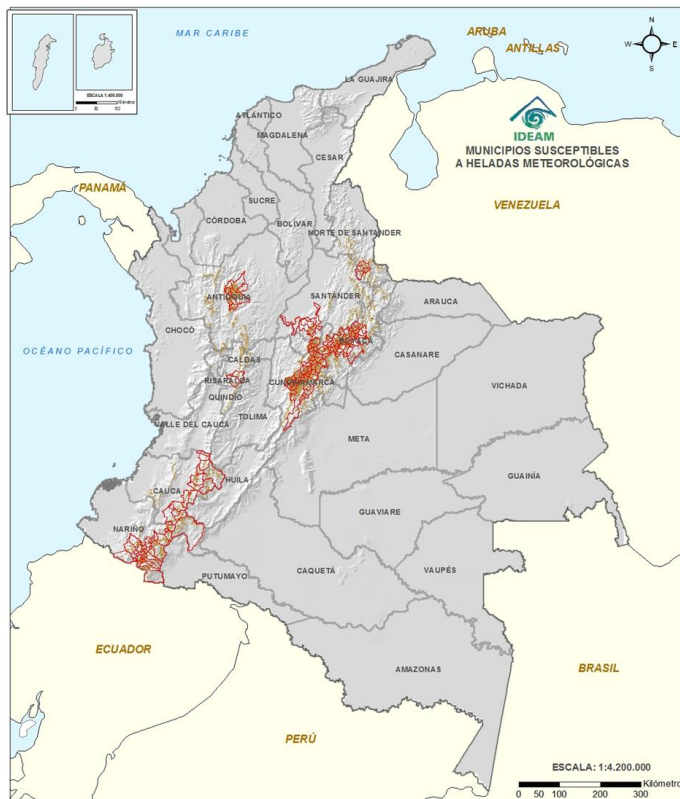 MAR CARIBE
ARUBA
ANTILLAS
N
W
E
S
ESCALA 1:400.000
LA GUAJIRA
IDEAM
MUNICIPIOS SUSCEPTIBLES
A HELADAS METEOROLÓGICAS
ATLÁNTICO
MAGDALENA
CESAR
PANAMÁ
SUCRE
CÓRDOBA
BOLÍVAR
NORTE DE SANTANDER
VENEZUELA
ANTIOQUIA
SANTANDER
ARAUCA
CHOCÓ
BOYACÁ
OCÉANO PACÍFICO
CALDAS
CASANARE
RISARALDA
CUNDINAMARCA
VICHADA
QUINDÍO
TOLIMA
VALLE DEL CAUCA
META
HUILA
GUAINÍA
CAUCA
GUAVIARE
NARIÑO
CAQUETÁ
VAUPÉS
PUTUMAYO
ECUADOR
AMAZONAS
BRASIL
PERÚ
ESCALA: 1:4.200.000
Kilómetro
0 50 100 200 300